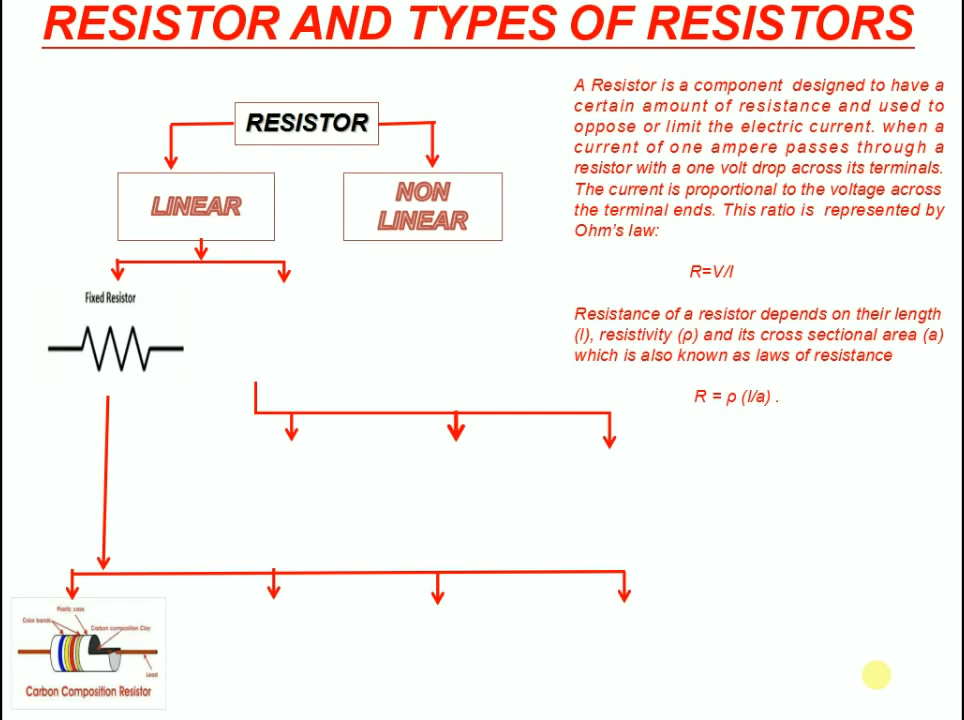 RESISTOR AND TYPES OF RESISTORS
RESISTOR
LINEAR
NON
LINEAR
A Resistor is a component designed to have a
certain amount of resistance and used to
oppose or limit the electric current. when a
current of one ampere passes through a
resistor with a one volt drop across its terminals.
The current is proportional to the voltage across
the terminal ends. This ratio is represented by
Ohm's law:
R=V/I
Resistance of a resistor depends on their length
(l), resistivity (ρ) and its cross sectional area (a)
which is also known as laws of resistance
R = ρ (l/a) .
Fixed Resistor
Plastic case
Color bands
Carbon composition Clay
Lead
Carbon Composition Resistor